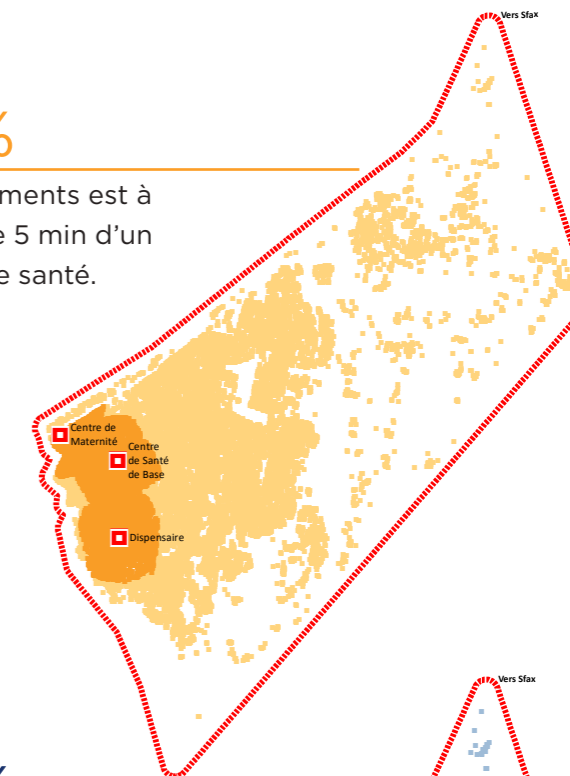 Vers Sfax
%
ments est à
e 5 min d'un
e santé.
Centre de
Maternité
Centre
de Santé
de Base
Dispensaire
Vers Sfax
%